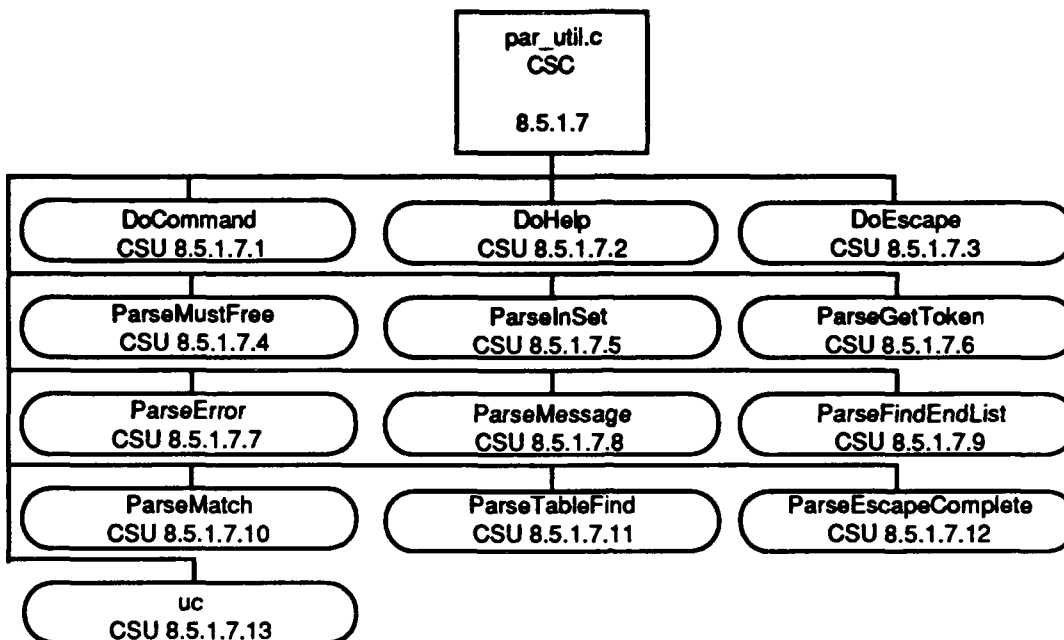 par_util.c
CSC
8.5.1.7
DoCommand
CSU 8.5.1.7.1
DoHelp
CSU 8.5.1.7.2
DoEscape
CSU 8.5.1.7.3
ParseMustFree
CSU 8.5.1.7.4
ParseInSet
CSU 8.5.1.7.5
ParseGetToken
CSU 8.5.1.7.6
ParseError
CSU 8.5.1.7.7
ParseMessage
CSU 8.5.1.7.8
ParseFindEndList
CSU 8.5.1.7.9
ParseMatch
CSU 8.5.1.7.10
ParseTableFind
CSU 8.5.1.7.11
ParseEscapeComplete
CSU 8.5.1.7.12
uc
CSU 8.5.1.7.13